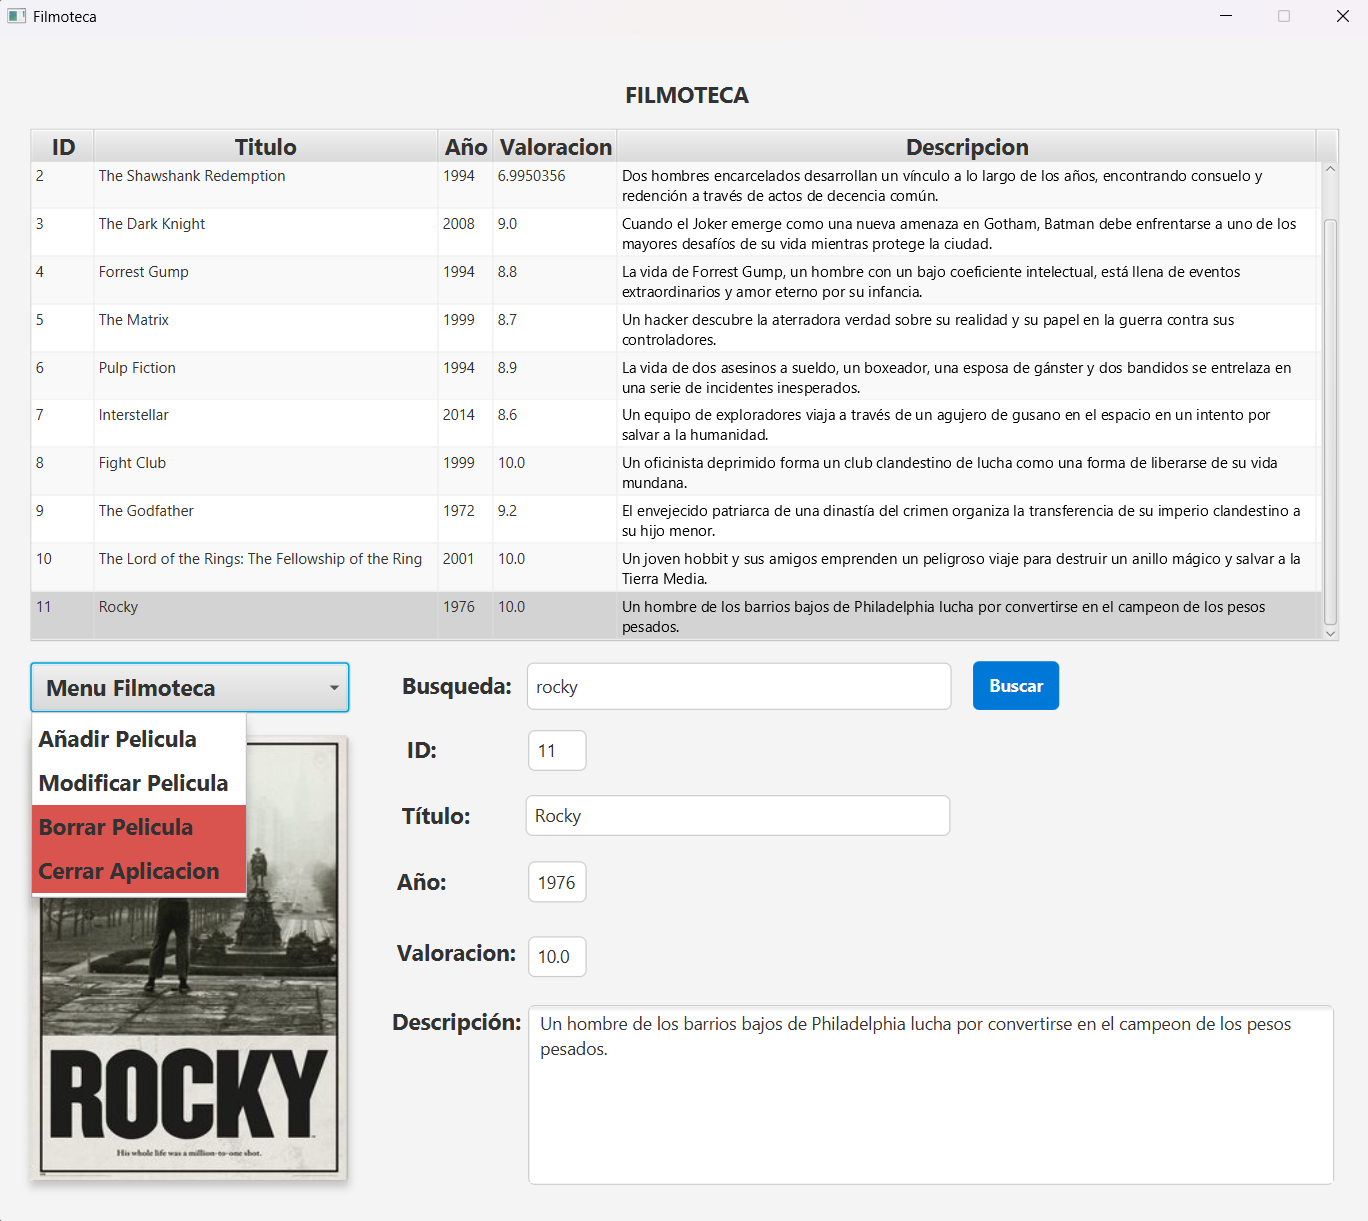 Filmoteca
FILMOTECA
ID Titulo Año Valoracion Descripcion
2 The Shawshank Redemption 1994 6.9950356 Dos hombres encarcelados desarrollan un vínculo a lo largo de los años, encontrando consuelo y
redención a través de actos de decencia común.
3 The Dark Knight 2008 9.0 Cuando el Joker emerge como una nueva amenaza en Gotham, Batman debe enfrentarse a uno de los
mayores desafíos de su vida mientras protege la ciudad.
4 Forrest Gump 1994 8.8 La vida de Forrest Gump, un hombre con un bajo coeficiente intelectual, está llena de eventos
extraordinarios y amor eterno por su infancia.
5 The Matrix 1999 8.7 Un hacker descubre la aterradora verdad sobre su realidad y su papel en la guerra contra sus
controladores.
6 Pulp Fiction 1994 8.9 La vida de dos asesinos a sueldo, un boxeador, una esposa de gánster y dos bandidos se entrelaza en
una serie de incidentes inesperados.
7 Interstellar 2014 8.6 Un equipo de exploradores viaja a través de un agujero de gusano en el espacio en un intento por
salvar a la humanidad.
8 Fight Club 1999 10.0 Un oficinista deprimido forma un club clandestino de lucha como una forma de liberarse de su vida
mundana.
9 The Godfather 1972 9.2 El envejecido patriarca de una dinastía del crimen organiza la transferencia de su imperio clandestino a
su hijo menor.
10 The Lord of the Rings: The Fellowship of the Ring 2001 10.0 Un joven hobbit y sus amigos emprenden un peligroso viaje para destruir un anillo mágico y salvar a la
Tierra Media.
11 Rocky 1976 10.0 Un hombre de los barrios bajos de Philadelphia lucha por convertirse en el campeon de los pesos
pesados.
Menu Filmoteca
Añadir Pelicula
Modificar Pelicula
Borrar Pelicula
Cerrar Aplicacion
ROCKY
His whole life was a million-to-one shot.
Busqueda: rocky Buscar
ID: 11
Título: Rocky
Año: 1976
Valoracion: 10.0
Descripción: Un hombre de los barrios bajos de Philadelphia lucha por convertirse en el campeon de los pesos
pesados.